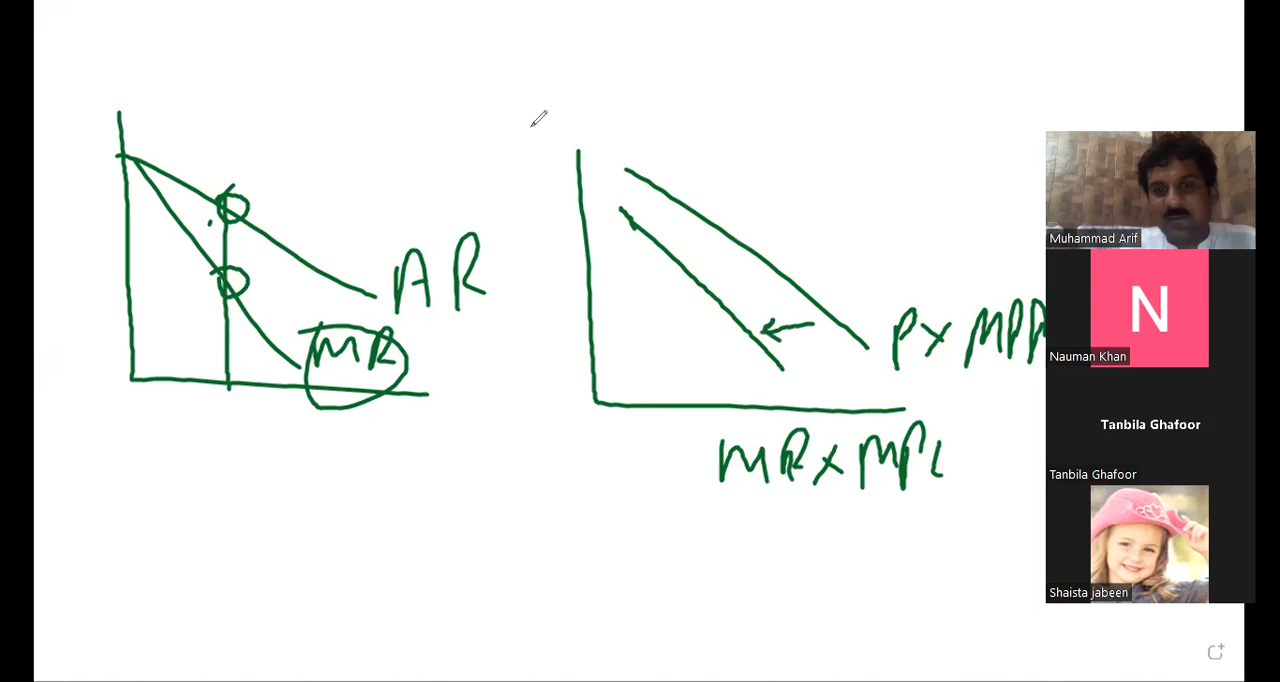 AR
MR
P x MPP
MR x MPL
Muhammad Arif
N
Nauman Khan
Tanbila Ghafoor
Tanbila Ghafoor
Shaista jabeen